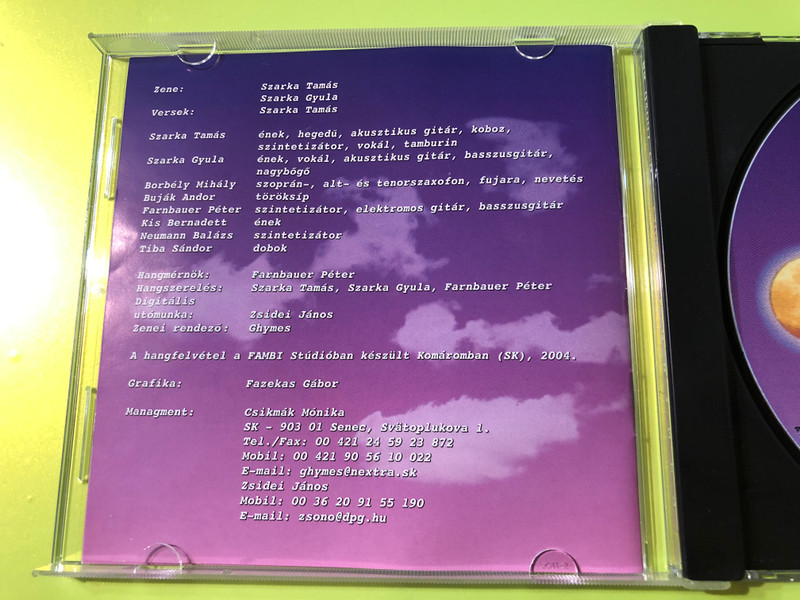 Zene: Szarka Tamás
Szarka Gyula
Versek: Szarka Tamás
Szarka Tamás ének, hegedű, akusztikus gitár, koboz,
szintetizátor, vokál, tamburin
Szarka Gyula ének, vokál, akusztikus gitár, basszusgitár,
nagybőgő
Borbély Mihály szoprán-, alt- és tenorszaxofon, fujara, nevetés
Buják Andor töröksíp
Farnbauer Péter szintetizátor, elektromos gitár, basszusgitár
Kis Bernadett ének
Neumann Balázs szintetizátor
Tiba Sándor dobok
Hangmérnök: Farnbauer Péter
Hangszerelés: Szarka Tamás, Szarka Gyula, Farnbauer Péter
Digitális
utómunka: Zsidei János
Zenei rendező: Ghymes
A hangfelvétel a FAMBI Stúdióban készült Komáromban (SK), 2004.
Grafika: Fazekas Gábor
Managment: Csikmák Mónika
SK - 903 01 Senec, Svätoplukova 1.
Tel./Fax: 00 421 24 59 23 872
Mobil: 00 421 90 56 10 022
E-mail: ghymes@nextra.sk
Zsidei János
Mobil: 00 36 20 91 55 190
E-mail: zsono@dpg.hu